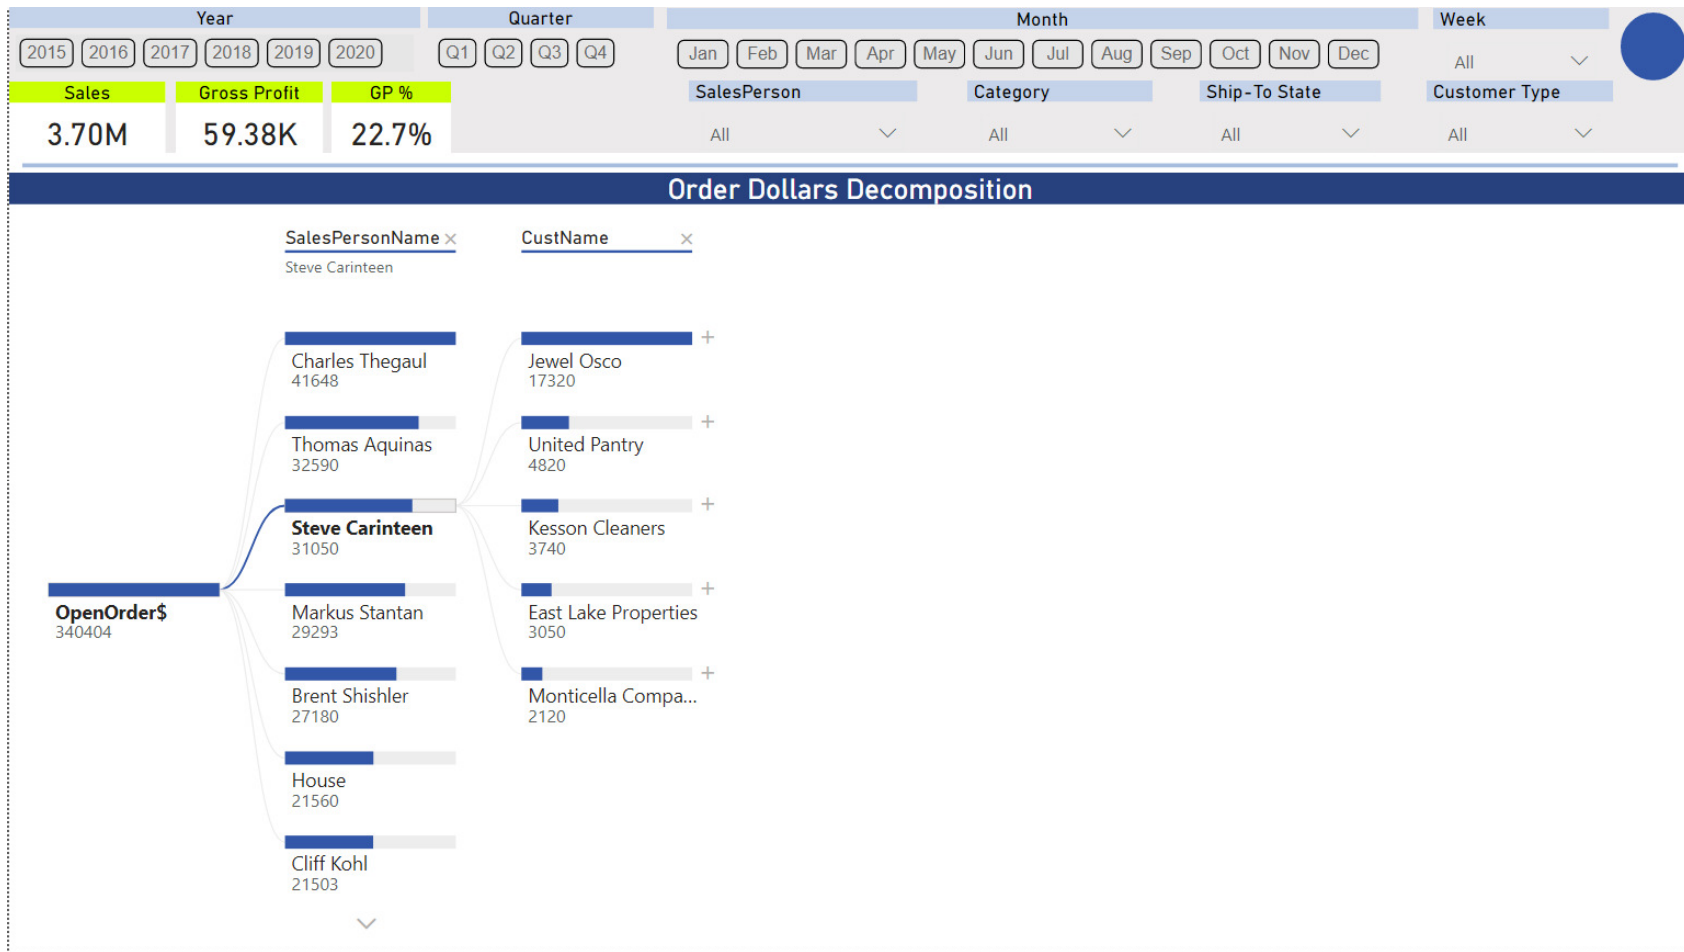 Year Quarter Month Week
2015 2016 2017 2018 2019 2020 Q1 Q2 Q3 Q4 Jan Feb Mar Apr May Jun Jul Aug Sep Oct Nov Dec All
Sales Gross Profit GP % SalesPerson Category Ship-To State Customer Type
3.70M 59.38K 22.7% All All All All
Order Dollars Decomposition
SalesPersonName CustName
Steve Carinteen
Charles Thegaul Jewel Osco
41648 17320
Thomas Aquinas United Pantry
32590 4820
Steve Carinteen Kesson Cleaners
31050 3740
OpenOrder$ Markus Stantan East Lake Properties
340404 29293 3050
Brent Shishler Monticella Compa...
27180 2120
House
21560
Cliff Kohl
21503